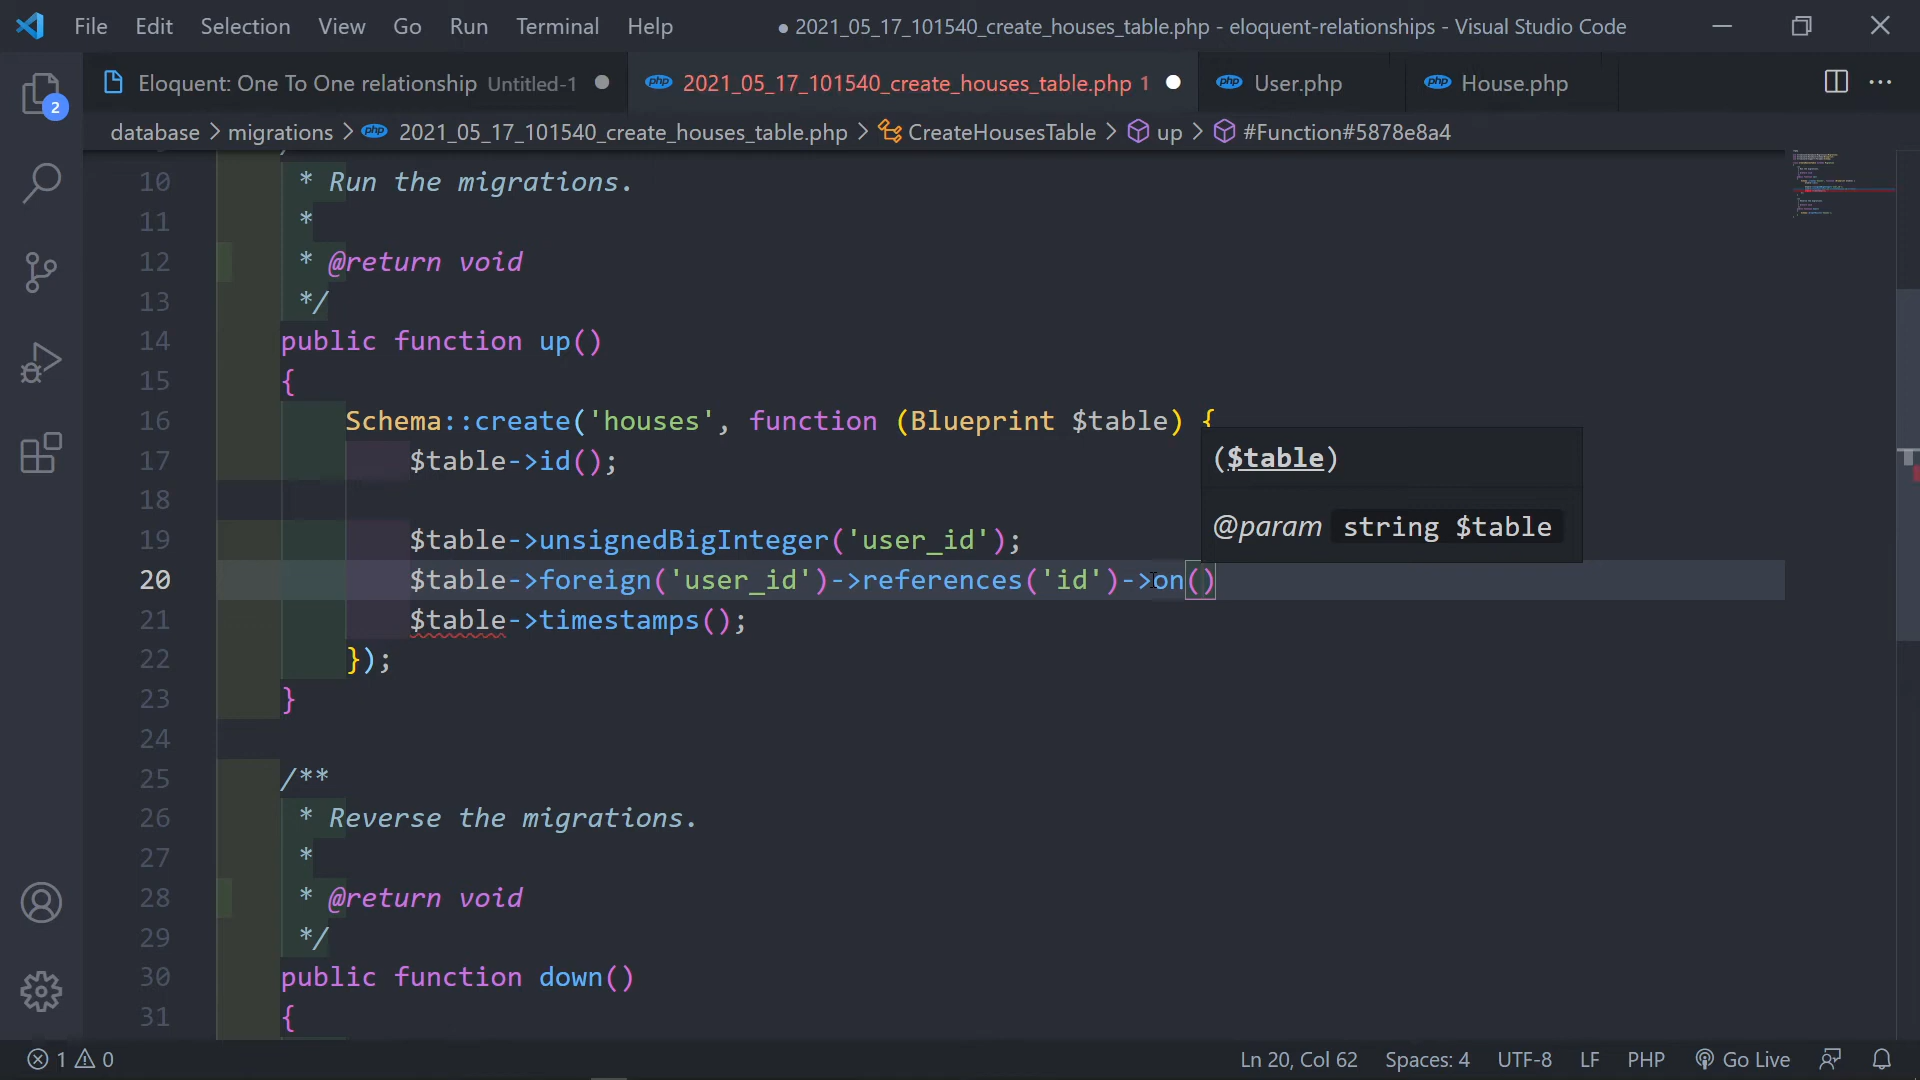 File Edit Selection View Go Run Terminal Help ● 2021_05_17_101540_create_houses_table.php - eloquent-relationships - Visual Studio Code
Eloquent: One To One relationship Untitled-1 ● 2021_05_17_101540_create_houses_table.php 1 ● User.php House.php ...
2
database > migrations > 2021_05_17_101540_create_houses_table.php > CreateHousesTable > up > #Function#5878e8a4
10 * Run the migrations.
11 *
12 * @return void
13 */
14 public function up()
15 {
16 Schema::create('houses', function (Blueprint $table) {
17 $table->id();
($table)
18
@param string $table
19 $table->unsignedBigInteger('user_id');
20 $table->foreign('user_id')->references('id')->on()
21 $table->timestamps();
22 });
23 }
24
25 /**
26 * Reverse the migrations.
27 *
28 * @return void
29 */
30 public function down()
31 {
1 0 Ln 20, Col 62 Spaces: 4 UTF-8 LF PHP Go Live